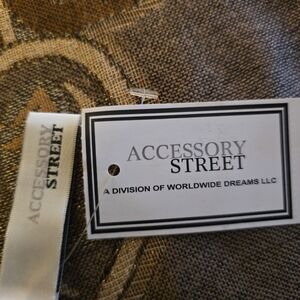 ACCESSORY
STREET
ACCESSORY
STREET
A DIVISION OF WORLDWIDE DREAMS LLC